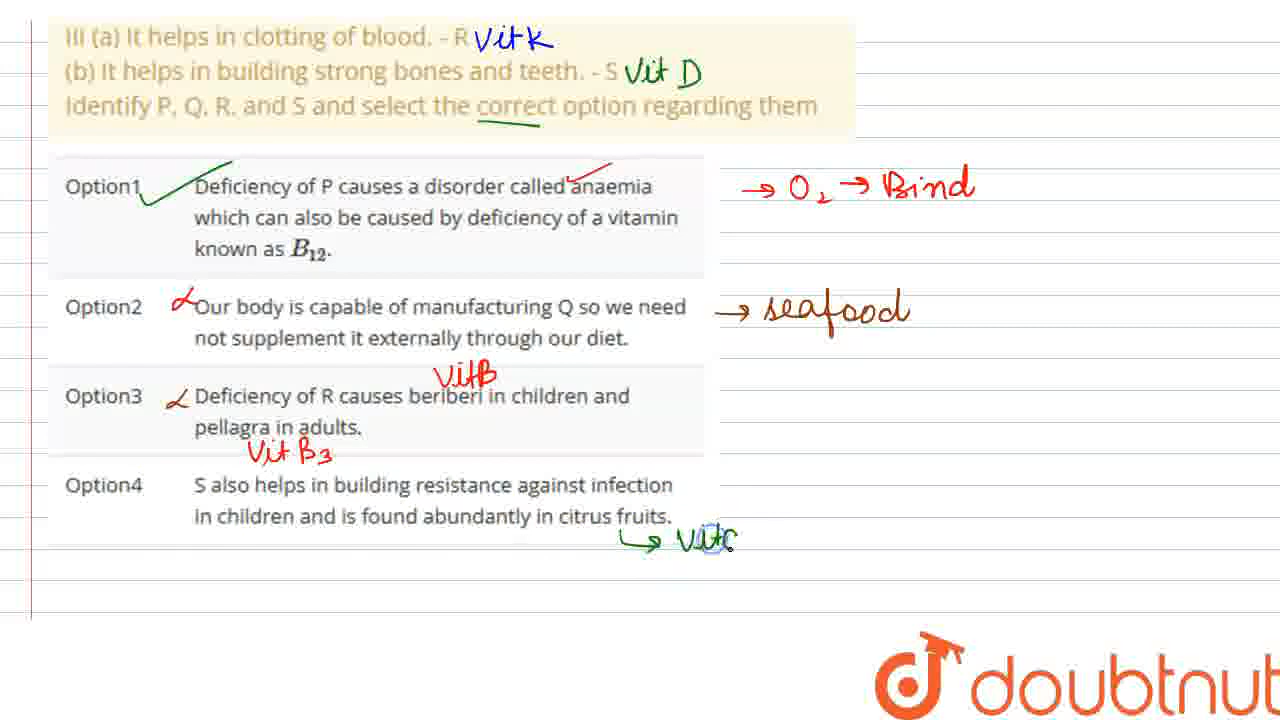 III (a) It helps in clotting of blood. - R Vit K
(b) It helps in building strong bones and teeth. - S Vit D
Identify P, Q, R, and S and select the correct option regarding them
Option1 Deficiency of P causes a disorder called anaemia → O₂ → Bind
which can also be caused by deficiency of a vitamin
known as B₁₂.
Option2 Our body is capable of manufacturing Q so we need → seafood
not supplement it externally through our diet.
Vit B
Option3 Deficiency of R causes beriberi in children and
pellagra in adults.
Vit B₃
Option4 S also helps in building resistance against infection
in children and is found abundantly in citrus fruits.
→ Vit C
doubtnut